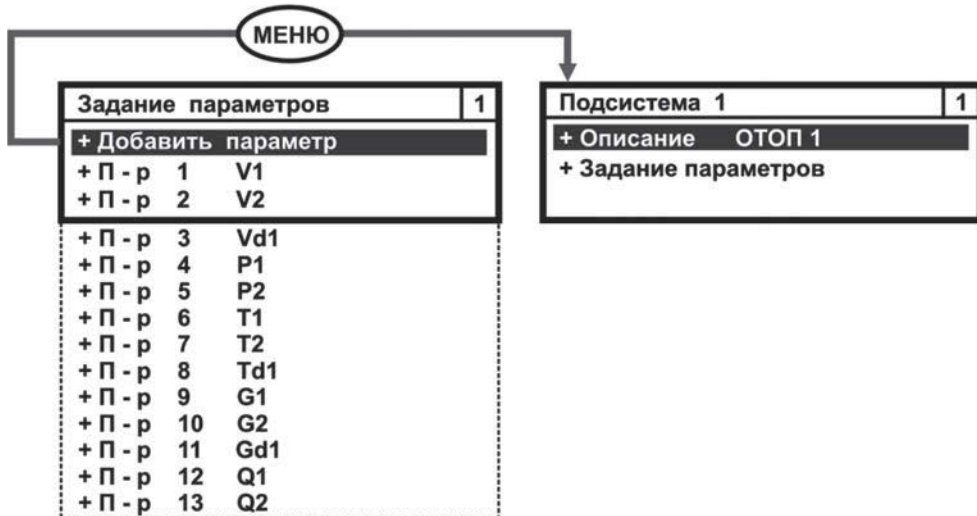 МЕНЮ
Задание параметров 1
+ Добавить параметр
+ П - р 1 V1
+ П - р 2 V2
+ П - р 3 Vd1
+ П - р 4 P1
+ П - р 5 P2
+ П - р 6 T1
+ П - р 7 T2
+ П - р 8 Td1
+ П - р 9 G1
+ П - р 10 G2
+ П - р 11 Gd1
+ П - р 12 Q1
+ П - р 13 Q2
Подсистема 1 1
+ Описание ОТОП 1
+ Задание параметров